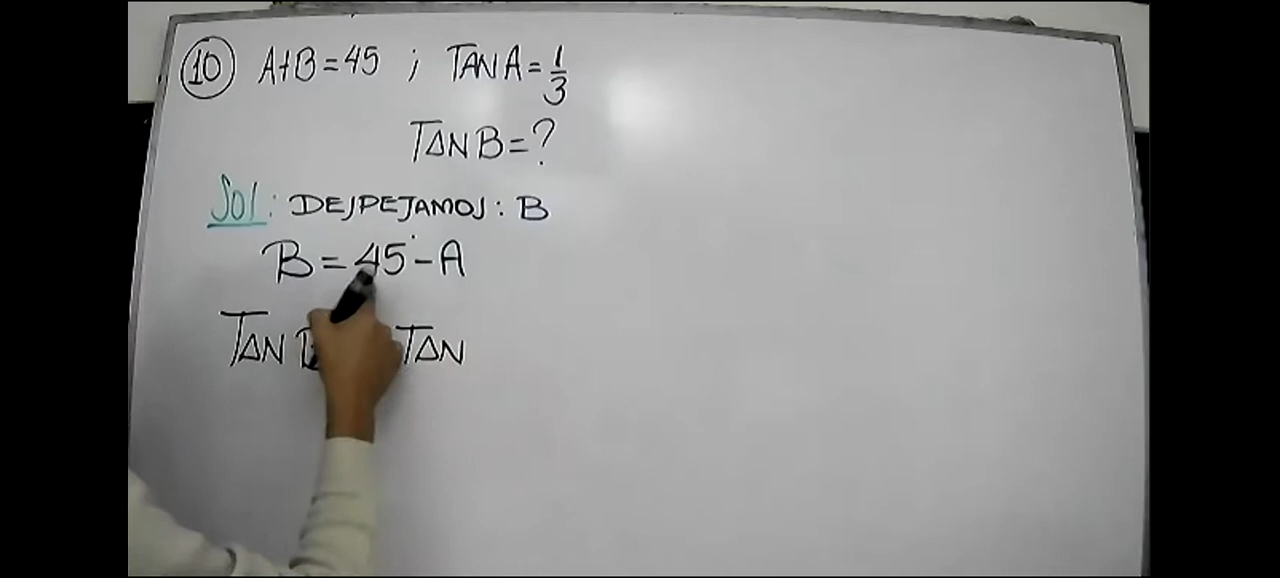 10 A+B=45 ; TAN A=1/3
TAN B=?
Sol: DESPEJAMOS: B
B=45°-A
TAN TAN